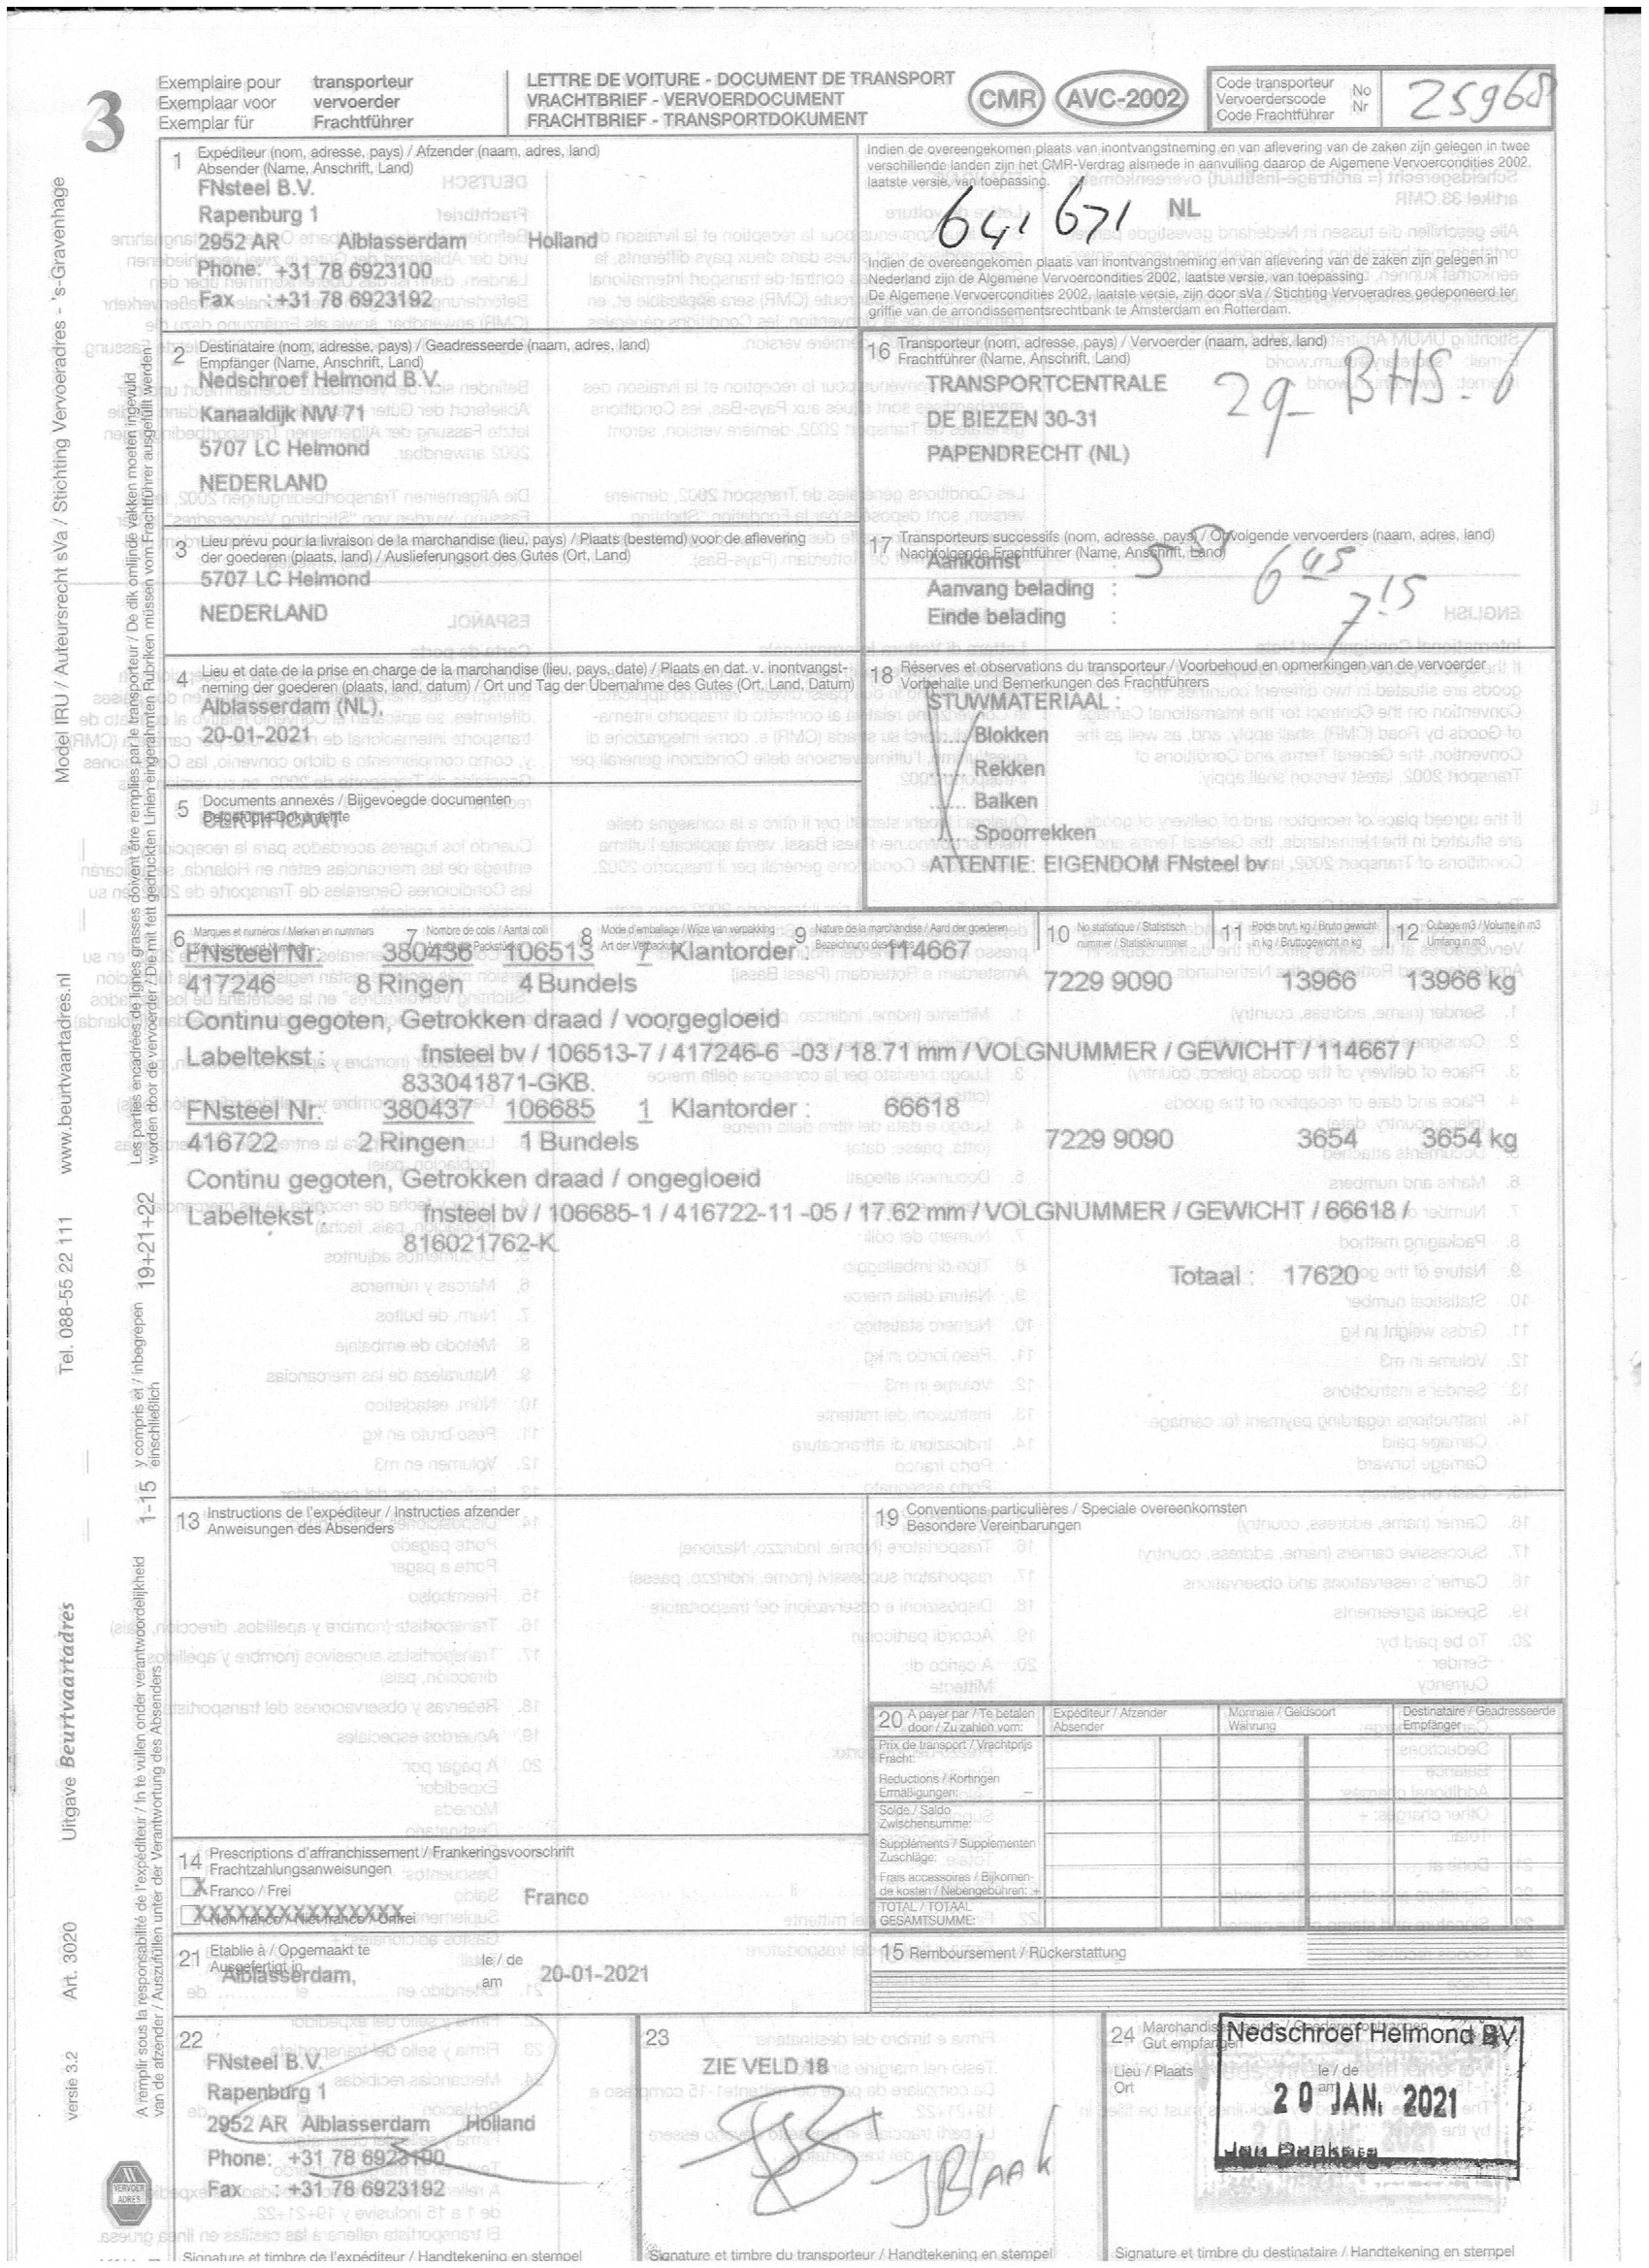 3
Exemplaire pour transporteur
Exemplaar voor vervoerder
Exemplar für Frachtführer
LETTRE DE VOITURE - DOCUMENT DE TRANSPORT
VRACHTBRIEF - VERVOERDOCUMENT
FRACHTBRIEF - TRANSPORTDOKUMENT
CMR AVC-2002
Code transporteur No
Vervoerderscode Nr
Code Frachtführer
25968
1 Expéditeur (nom, adresse, pays) / Afzender (naam, adres, land)
Absender (Name, Anschrift, Land)
FNsteel B.V.
Rapenburg 1
2952 AR Alblasserdam Holland
Phone: +31 78 6923100
Fax : +31 78 6923192
Indien de overeengekomen plaats van inontvangstneming en van aflevering van de zaken zijn gelegen in twee
verschillende landen zijn het CMR-Verdrag alsmede in aanvulling daarop de Algemene Vervoercondities 2002,
laatste versie, van toepassing.
641 671 NL
Indien de overeengekomen plaats van inontvangstneming en van aflevering van de zaken zijn gelegen in
Nederland zijn de Algemene Vervoercondities 2002, laatste versie, van toepassing.
De Algemene Vervoercondities 2002, laatste versie, zijn door sVa / Stichting Vervoeradres gedeponeerd ter
griffie van de arrondissementsrechtbank te Amsterdam en Rotterdam.
2 Destinataire (nom, adresse, pays) / Geadresseerde (naam, adres, land)
Empfänger (Name, Anschrift, Land)
Nedschroef Helmond B.V.
Kanaaldijk NW 71
5707 LC Helmond
NEDERLAND
16 Transporteur (nom, adresse, pays) / Vervoerder (naam, adres, land)
Frachtführer (Name, Anschrift, Land)
TRANSPORTCENTRALE
DE BIEZEN 30-31
PAPENDRECHT (NL)
3 Lieu prévu pour la livraison de la marchandise (lieu, pays) / Plaats (bestemd) voor de aflevering
der goederen (plaats, land) / Auslieferungsort des Gutes (Ort, Land)
5707 LC Helmond
NEDERLAND
17 Transporteurs successifs (nom, adresse, pays) / Opvolgende vervoerders (naam, adres, land)
Nachfolgende Frachtführer (Name, Anschrift, Land)
Aankomst :
Aanvang belading : 6 45
Einde belading : 7 15
4 Lieu et date de la prise en charge de la marchandise (lieu, pays, date) / Plaats en dat. v. inontvangst-
neming der goederen (plaats, land, datum) / Ort und Tag der Übernahme des Gutes (Ort, Land, Datum)
Alblasserdam (NL),
20-01-2021
18 Réserves et observations du transporteur / Voorbehoud en opmerkingen van de vervoerder
Vorbehalte und Bemerkungen des Frachtführers
STUWMATERIAAL :
Blokken
Rekken
Balken
Spoorrekken
ATTENTIE: EIGENDOM FNsteel bv
5 Documents annexés / Bijgevoegde documenten
Beigefügte Dokumente
CERTIFICAAT
6 Marques et numéros / Merken en nummers
7 Nombre de colis / Aantal colli
8 Mode d'emballage / Wijze van verpakking
Art der Verpackung
9 Nature de la marchandise / Aard der goederen
Bezeichnung des Gutes
10 No statistique / Statistisch
nummer / Statistiknummer
11 Poids brut, kg / Bruto gewicht
in kg / Bruttogewicht in kg
12 Cubage m3 / Volume in m3
Umfang in m3
FNsteel Nr. 380436 106513 7 Klantorder : 114667
417246 8 Ringen 4 Bundels 7229 9090 13966 13966 kg
Continu gegoten, Getrokken draad / voorgegloeid
Labeltekst : fnsteel bv / 106513-7 / 417246-6 -03 / 18.71 mm / VOLGNUMMER / GEWICHT / 114667 /
833041871-GKB.
FNsteel Nr. 380437 106685 1 Klantorder : 66618
416722 2 Ringen 1 Bundels 7229 9090 3654 3654 kg
Continu gegoten, Getrokken draad / ongegloeid
Labeltekst : fnsteel bv / 106685-1 / 416722-11 -05 / 17.62 mm / VOLGNUMMER / GEWICHT / 66618 /
816021762-K
Totaal : 17620
13 Instructions de l'expéditeur / Instructies afzender
Anweisungen des Absenders
19 Conventions particulières / Speciale overeenkomsten
Besondere Vereinbarungen
20 A payer par / Te betalen
door / Zu zahlen vom:
Expéditeur / Afzender
Absender
Monnaie / Geldsoort
Währung
Destinataire / Geadresseerde
Empfänger
Prix de transport / Vrachtprijs
Fracht:
Reductions / Kortingen
Ermäßigungen: –
Solde / Saldo
Zwischensumme:
Suppléments / Supplementen
Zuschläge:
Frais accessoires / Bijkomen-
de kosten / Nebengebühren: +
TOTAL / TOTAAL
GESAMTSUMME:
14 Prescriptions d'affranchissement / Frankeringsvoorschrift
Frachtzahlungsanweisungen
X Franco / Frei
Franco
XXXXXXXXXXXXXXX
Non franco / Niet franco / Unfrei
21 Etablie à / Opgemaakt te
Ausgefertigt in
Alblasserdam,
le / de
am
20-01-2021
15 Remboursement / Rückerstattung
22
FNsteel B.V.
Rapenburg 1
2952 AR Alblasserdam Holland
Phone: +31 78 6923100
Fax : +31 78 6923192
Signature et timbre de l'expéditeur / Handtekening en stempel
23
ZIE VELD 18
JBLAAK
Signature et timbre du transporteur / Handtekening en stempel
24 Marchandises
Gut empfangen
Lieu / Plaats
Ort
le / de
am
Nedschroef Helmond BV
20 JAN. 2021
Signature et timbre du destinataire / Handtekening en stempel
Model IRU / Auteursrecht sVa / Stichting Vervoeradres - 's-Gravenhage
www.beurtvaartadres.nl
Tel. 088-55 22 111
Uitgave Beurtvaartadres
Art. 3020
versie 3.2
Les parties encadrées de lignes grasses doivent être remplies par le transporteur / De dik omlijnde vakken moeten ingevuld
worden door de vervoerder / Die mit fett gedruckten Linien eingerahmten Rubriken müssen vom Frachtführer ausgefüllt werden.
19+21+22
y compris et / inbegrepen
einschließlich
1-15
A remplir sous la responsabilité de l'expéditeur / In te vullen onder verantwoordelijkheid
van de afzender / Auszufüllen unter der Verantwortung des Absenders
VERVOER
ADRES